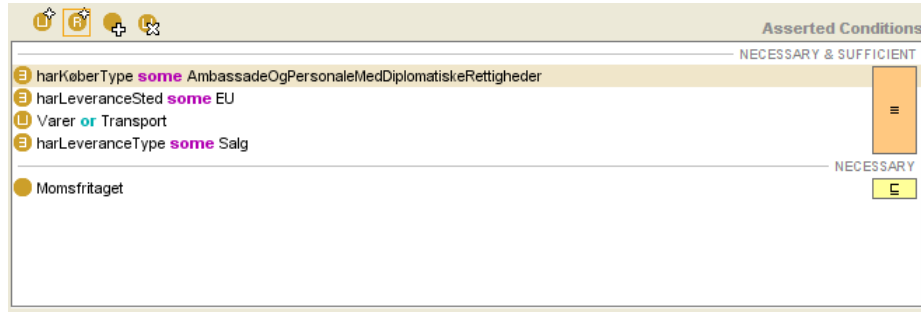 Asserted Conditions
NECESSARY & SUFFICIENT
harKøberType some AmbassadeOgPersonaleMedDiplomatiskeRettigheder
harLeveranceSted some EU
Varer or Transport
harLeveranceType some Salg
NECESSARY
Momsfritaget